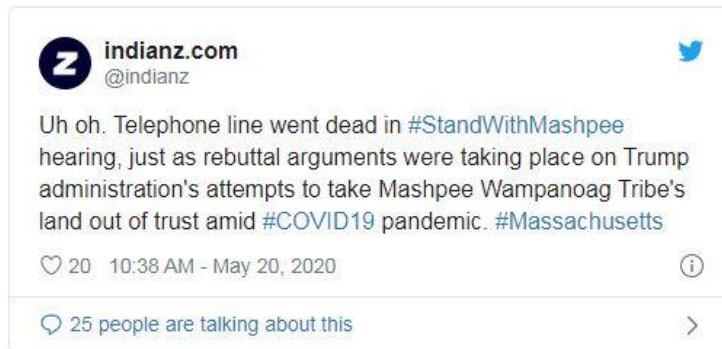 indianz.com
@indianz
Uh oh. Telephone line went dead in #StandWithMashpee
hearing, just as rebuttal arguments were taking place on Trump
administration's attempts to take Mashpee Wampanoag Tribe's
land out of trust amid #COVID19 pandemic. #Massachusetts
20 10:38 AM - May 20, 2020
25 people are talking about this